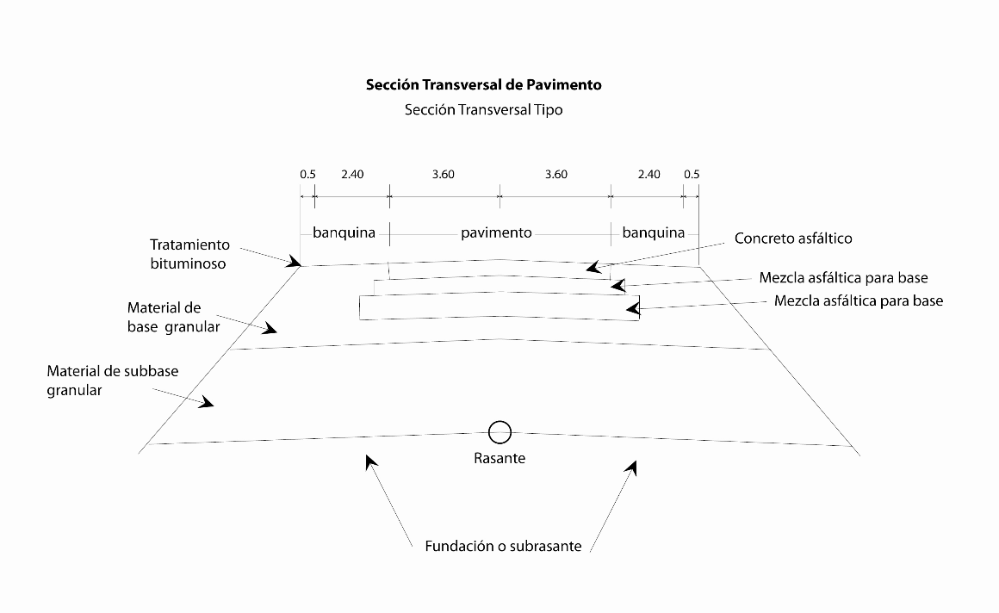 Sección Transversal de Pavimento
Sección Transversal Tipo
0.5 2.40 3.60 3.60 2.40 0.5
banquina pavimento banquina
Tratamiento
bituminoso
Concreto asfáltico
Mezcla asfáltica para base
Mezcla asfáltica para base
Material de
base granular
Material de subbase
granular
Rasante
Fundación o subrasante